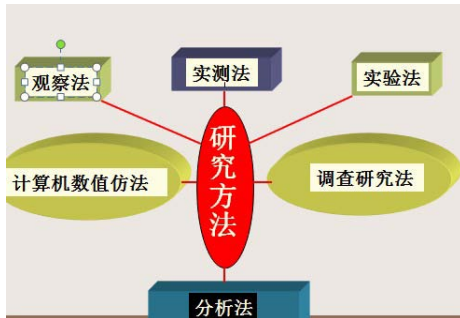 观察法
实测法
实验法
研究方法
计算机数值仿法
调查研究法
分析法